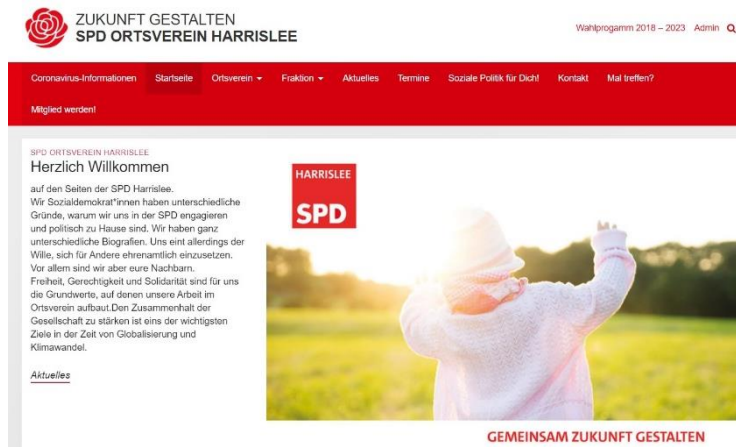 ZUKUNFT GESTALTEN
SPD ORTSVEREIN HARRISLEE
Wahlprogamm 2018 – 2023 Admin
Coronavirus-Informationen Startseite Ortsverein Fraktion Aktuelles Termine Soziale Politik für Dich! Kontakt Mal treffen?
Mitglied werden!
SPD ORTSVEREIN HARRISLEE
Herzlich Willkommen
auf den Seiten der SPD Harrislee.
Wir Sozialdemokrat*innen haben unterschiedliche
Gründe, warum wir uns in der SPD engagieren
und politisch zu Hause sind. Wir haben ganz
unterschiedliche Biografien. Uns eint allerdings der
Wille, sich für Andere ehrenamtlich einzusetzen.
Vor allem sind wir aber eure Nachbarn.
Freiheit, Gerechtigkeit und Solidarität sind für uns
die Grundwerte, auf denen unsere Arbeit im
Ortsverein aufbaut.Den Zusammenhalt der
Gesellschaft zu stärken ist eins der wichtigsten
Ziele in der Zeit von Globalisierung und
Klimawandel.
Aktuelles
HARRISLEE
SPD
GEMEINSAM ZUKUNFT GESTALTEN